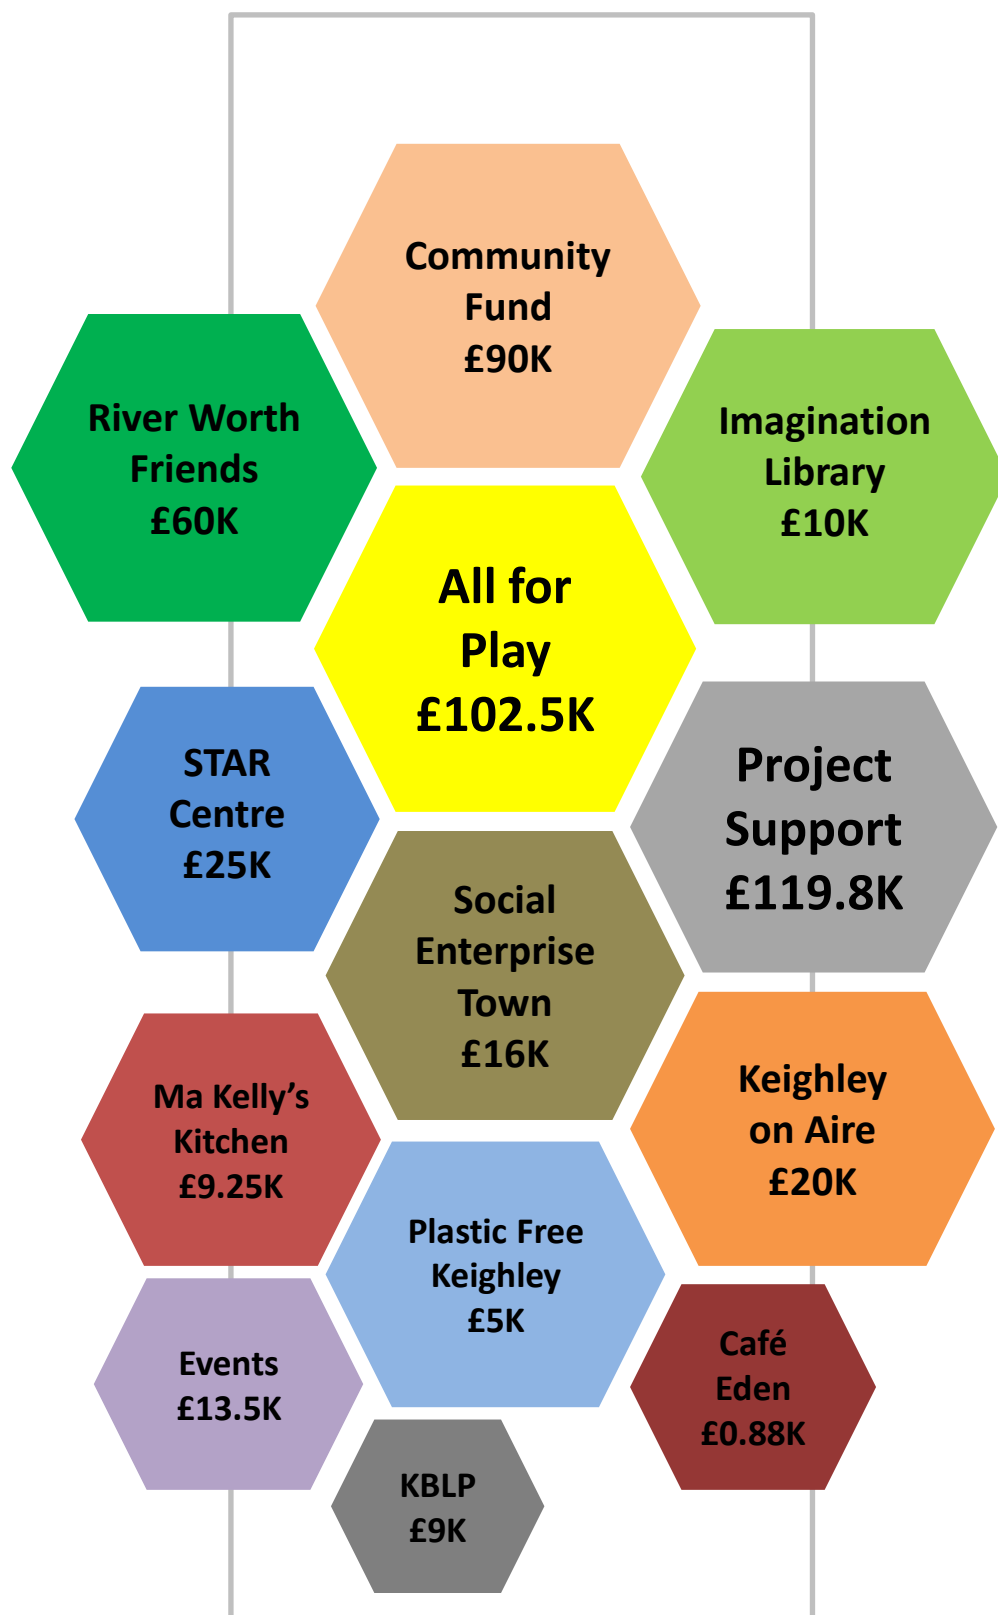 Community
Fund
£90K
River Worth
Friends
£60K
Imagination
Library
£10K
All for
Play
£102.5K
STAR
Centre
£25K
Project
Support
£119.8K
Social
Enterprise
Town
£16K
Ma Kelly’s
Kitchen
£9.25K
Keighley
on Aire
£20K
Plastic Free
Keighley
£5K
Events
£13.5K
Café
Eden
£0.88K
KBLP
£9K